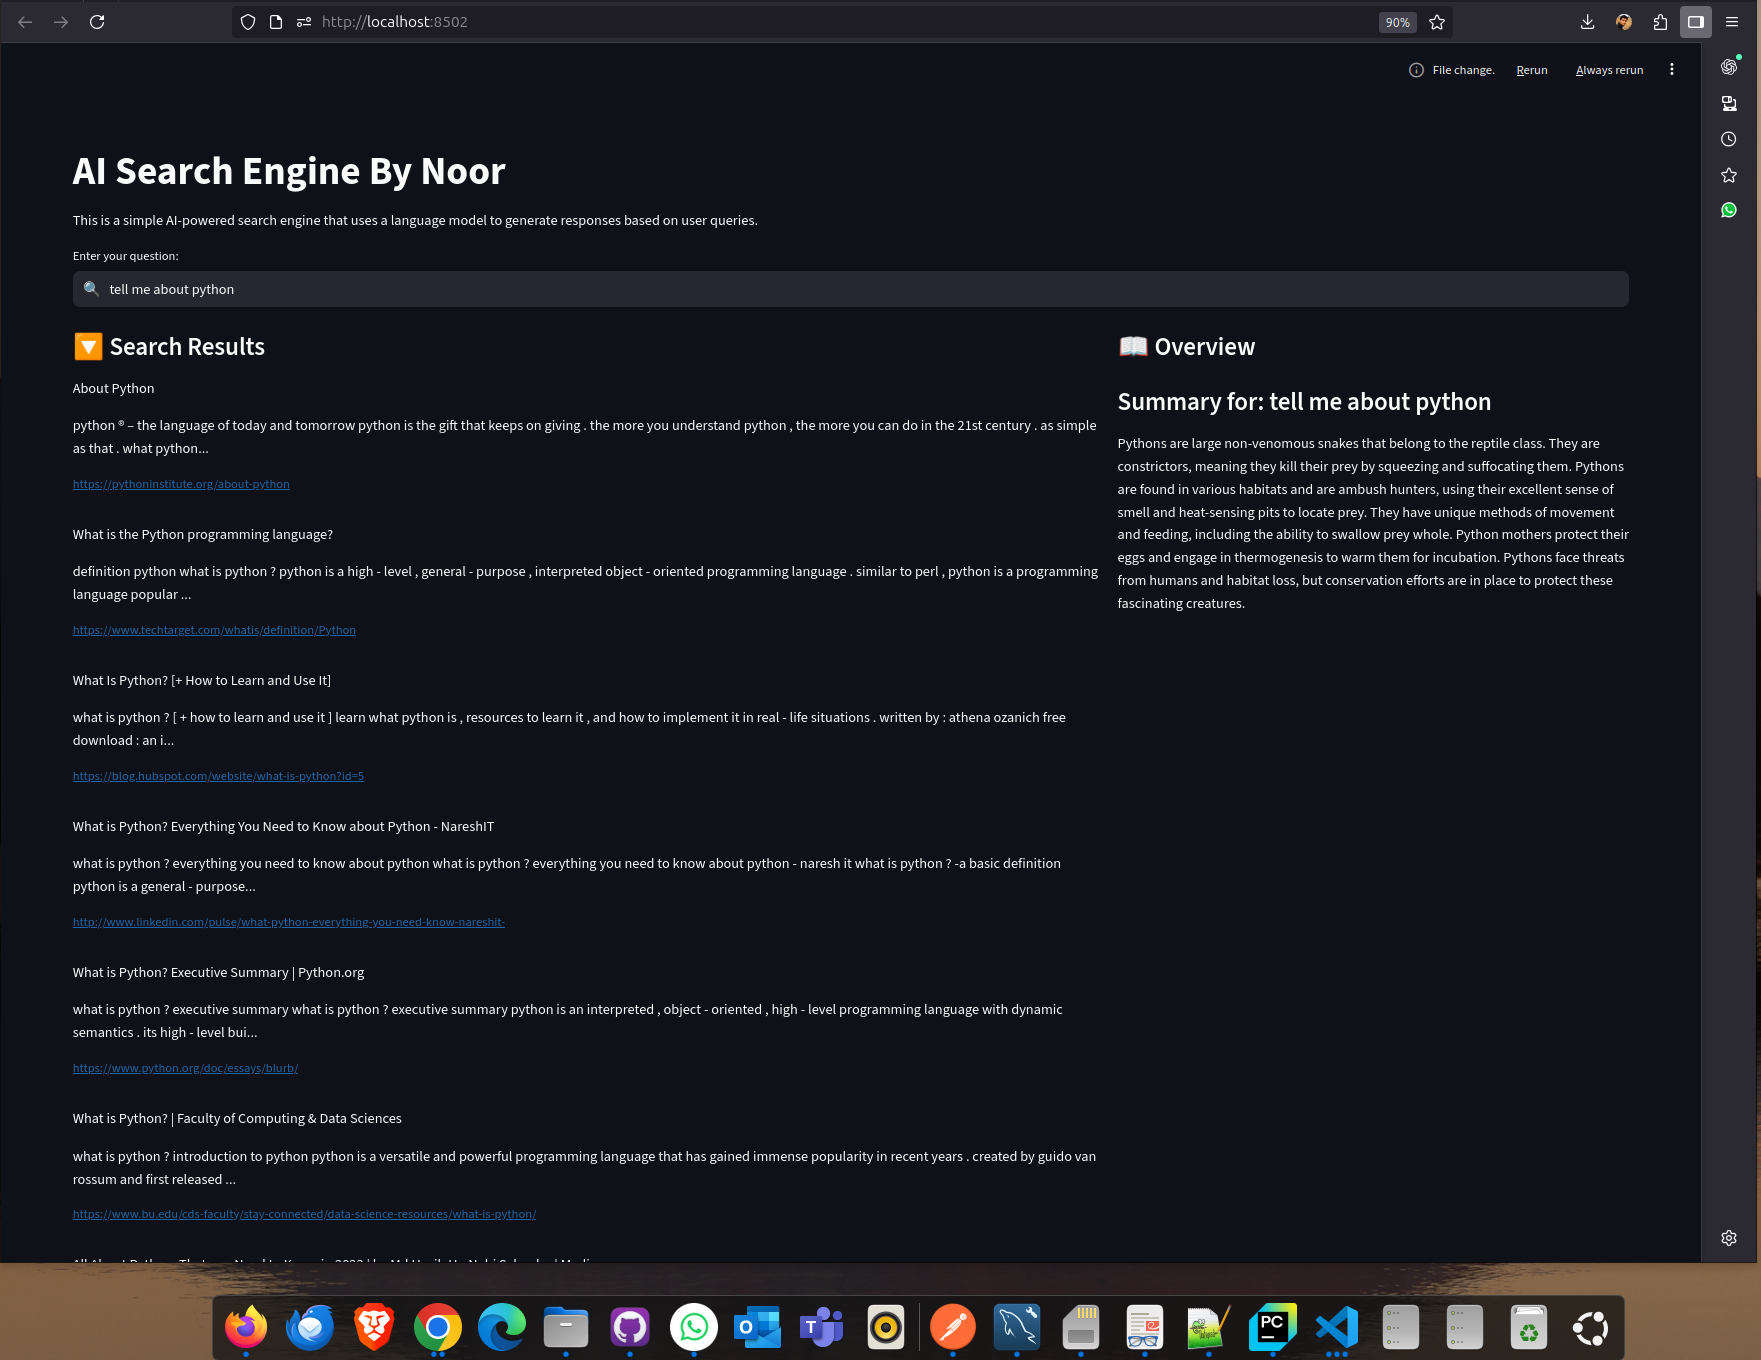 http://localhost:8502
90%
File change.
Rerun
Always rerun
AI Search Engine By Noor
This is a simple AI-powered search engine that uses a language model to generate responses based on user queries.
Enter your question:
tell me about python
Search Results
About Python
python ® – the language of today and tomorrow python is the gift that keeps on giving . the more you understand python , the more you can do in the 21st century . as simple
as that . what python...
https://pythoninstitute.org/about-python
What is the Python programming language?
definition python what is python ? python is a high - level , general - purpose , interpreted object - oriented programming language . similar to perl , python is a programming
language popular ...
https://www.techtarget.com/whatis/definition/Python
What Is Python? [+ How to Learn and Use It]
what is python ? [ + how to learn and use it ] learn what python is , resources to learn it , and how to implement it in real - life situations . written by : athena ozanich free
download : an i...
https://blog.hubspot.com/website/what-is-python?id=5
What is Python? Everything You Need to Know about Python - NareshIT
what is python ? everything you need to know about python what is python ? everything you need to know about python - naresh it what is python ? -a basic definition
python is a general - purpose...
http://www.linkedin.com/pulse/what-python-everything-you-need-know-nareshit-
What is Python? Executive Summary | Python.org
what is python ? executive summary what is python ? executive summary python is an interpreted , object - oriented , high - level programming language with dynamic
semantics . its high - level bui...
https://www.python.org/doc/essays/blurb/
What is Python? | Faculty of Computing & Data Sciences
what is python ? introduction to python python is a versatile and powerful programming language that has gained immense popularity in recent years . created by guido van
rossum and first released ...
https://www.bu.edu/cds-faculty/stay-connected/data-science-resources/what-is-python/
Overview
Summary for: tell me about python
Pythons are large non-venomous snakes that belong to the reptile class. They are
constrictors, meaning they kill their prey by squeezing and suffocating them. Pythons
are found in various habitats and are ambush hunters, using their excellent sense of
smell and heat-sensing pits to locate prey. They have unique methods of movement
and feeding, including the ability to swallow prey whole. Python mothers protect their
eggs and engage in thermogenesis to warm them for incubation. Pythons face threats
from humans and habitat loss, but conservation efforts are in place to protect these
fascinating creatures.
PC